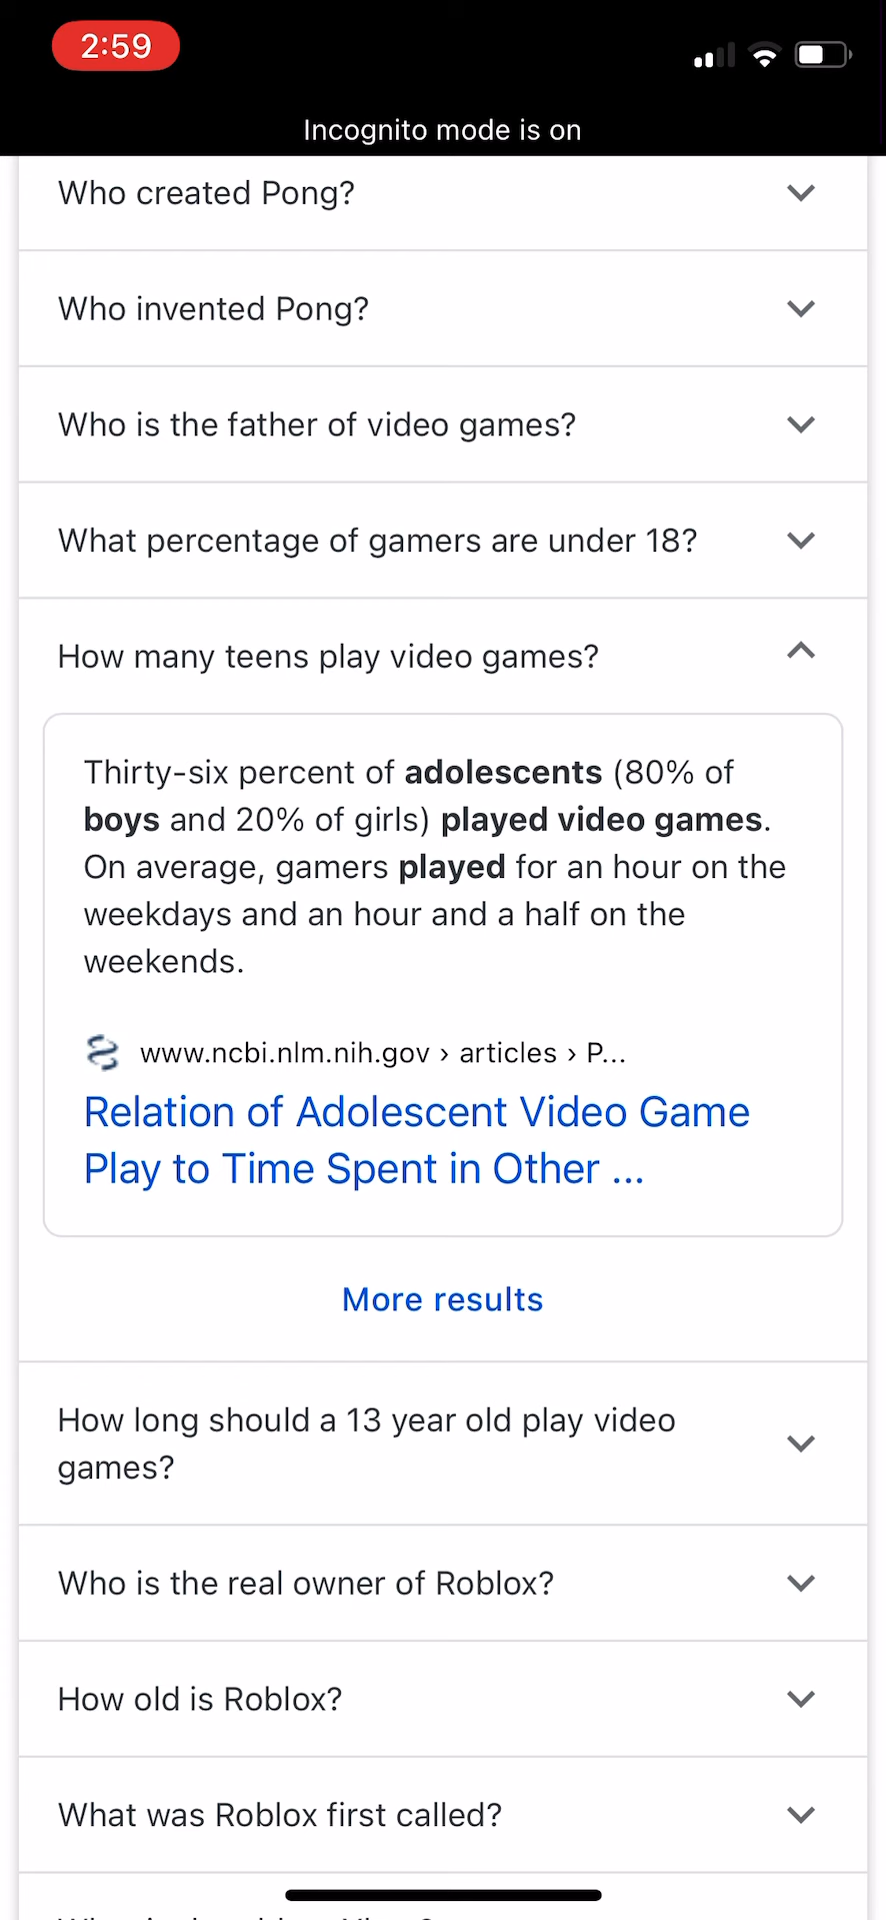 2:59
Incognito mode is on
Who created Pong?
Who invented Pong?
Who is the father of video games?
What percentage of gamers are under 18?
How many teens play video games?
Thirty-six percent of adolescents (80% of
boys and 20% of girls) played video games.
On average, gamers played for an hour on the
weekdays and an hour and a half on the
weekends.
www.ncbi.nlm.nih.gov › articles › P...
Relation of Adolescent Video Game
Play to Time Spent in Other ...
More results
How long should a 13 year old play video
games?
Who is the real owner of Roblox?
How old is Roblox?
What was Roblox first called?